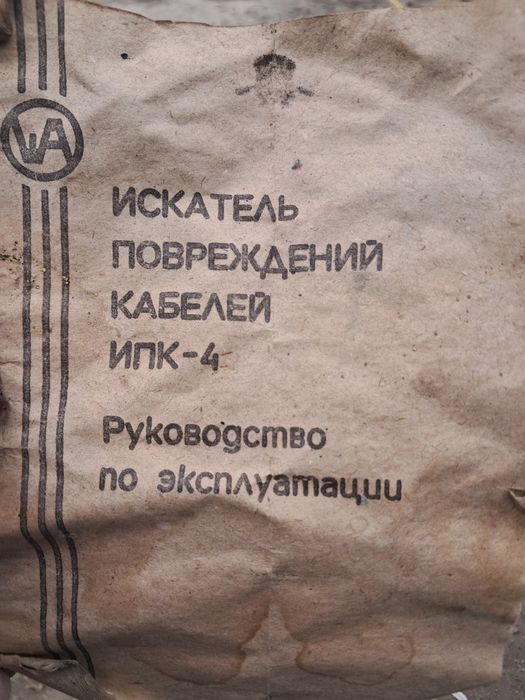 ИСКАТЕЛЬ
ПОВРЕЖДЕНИЙ
КАБЕЛЕЙ
ИПК-4
Руководство
по эксплуатации